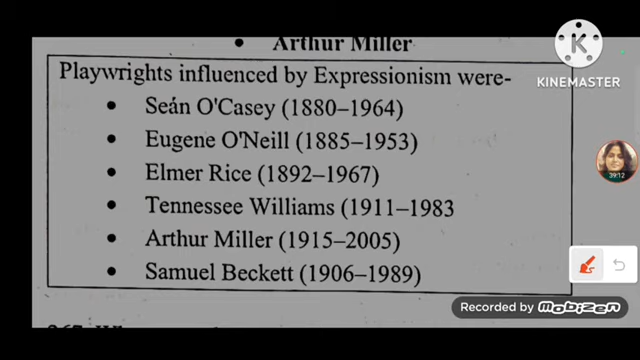 • Arthur Miller
KINEMASTER
Playwrights influenced by Expressionism were-
• Seán O'Casey (1880–1964)
• Eugene O'Neill (1885–1953)
• Elmer Rice (1892–1967)
• Tennessee Williams (1911–1983
• Arthur Miller (1915–2005)
• Samuel Beckett (1906–1989)
39:12
Recorded by mobizen